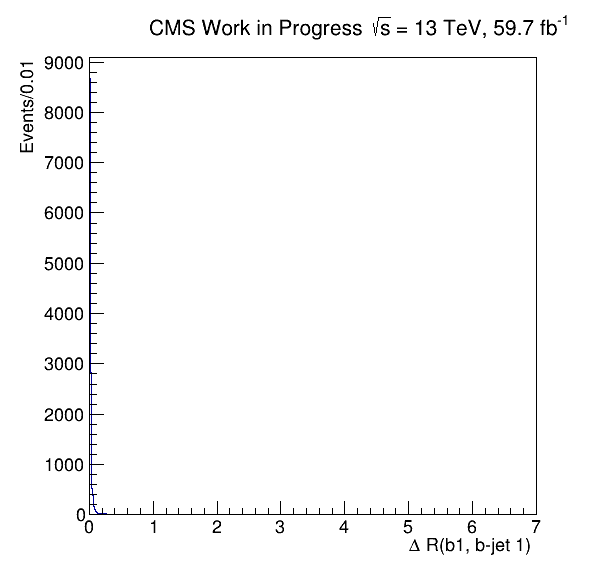 CMS Work in Progress √s = 13 TeV, 59.7 fb⁻¹
Events/0.01
9000
8000
7000
6000
5000
4000
3000
2000
1000
0
0 1 2 3 4 5 6 7
Δ R(b1, b-jet 1)